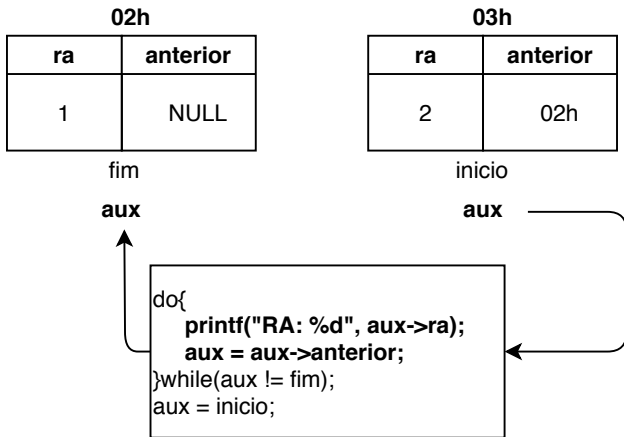 02h
03h
ra anterior
ra anterior
1 NULL
2 02h
fim
inicio
aux
aux
do{
printf("RA: %d", aux->ra);
aux = aux->anterior;
}while(aux != fim);
aux = inicio;